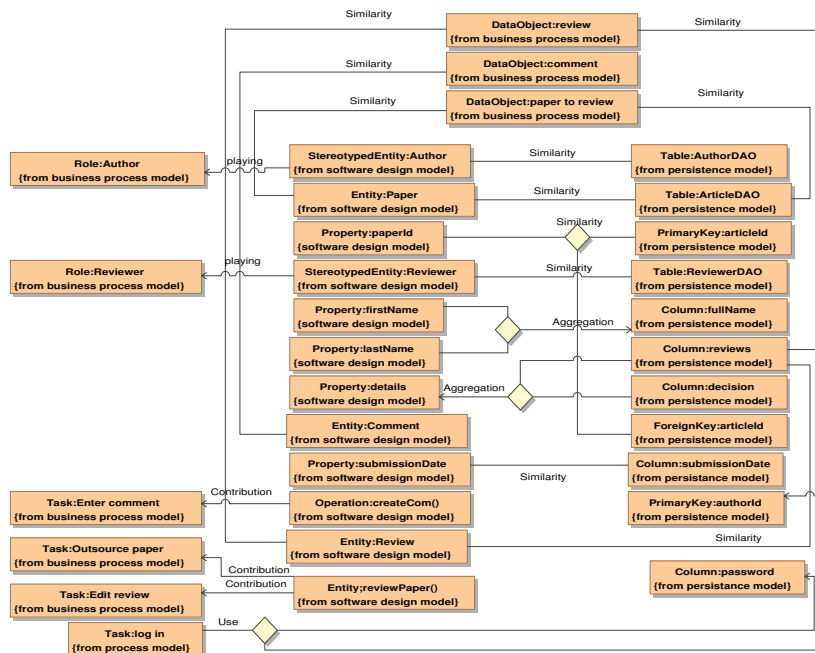 Similarity
DataObject:review
{from business process model}
Similarity
Similarity
DataObject:comment
{from business process model}
Similarity
DataObject:paper to review
{from business process model}
Similarity
Role:Author
{from business process model}
playing
StereotypedEntity:Author
{from software design model}
Similarity
Table:AuthorDAO
{from persistence model}
Entity:Paper
{from software design model}
Similarity
Table:ArticleDAO
{from persistence model}
Property:paperId
{software design model}
Similarity
PrimaryKey:articleId
{from persistence model}
Role:Reviewer
{from business process model}
playing
StereotypedEntity:Reviewer
{from software design model}
Similarity
Table:ReviewerDAO
{from persistence model}
Property:firstName
{software design model}
Aggregation
Column:fullName
{from persistence model}
Property:lastName
{software design model}
Column:reviews
{from persistence model}
Property:details
{software design model}
Aggregation
Column:decision
{from persistence model}
Entity:Comment
{from software design model}
ForeignKey:articleId
{from persistence model}
Property:submissionDate
{from software design model}
Similarity
Column:submissionDate
{from persistance model}
Task:Enter comment
{from business process model}
Contribution
Operation:createCom()
{from software design model}
PrimaryKey:authorId
{from persistence model}
Task:Outsource paper
{from business process model}
Entity:Review
{from software design model}
Similarity
Contribution
Contribution
Task:Edit review
{from business process model}
Entity;reviewPaper()
{from software design model}
Column:password
{from persistance model}
Task:log in
{from process model}
Use